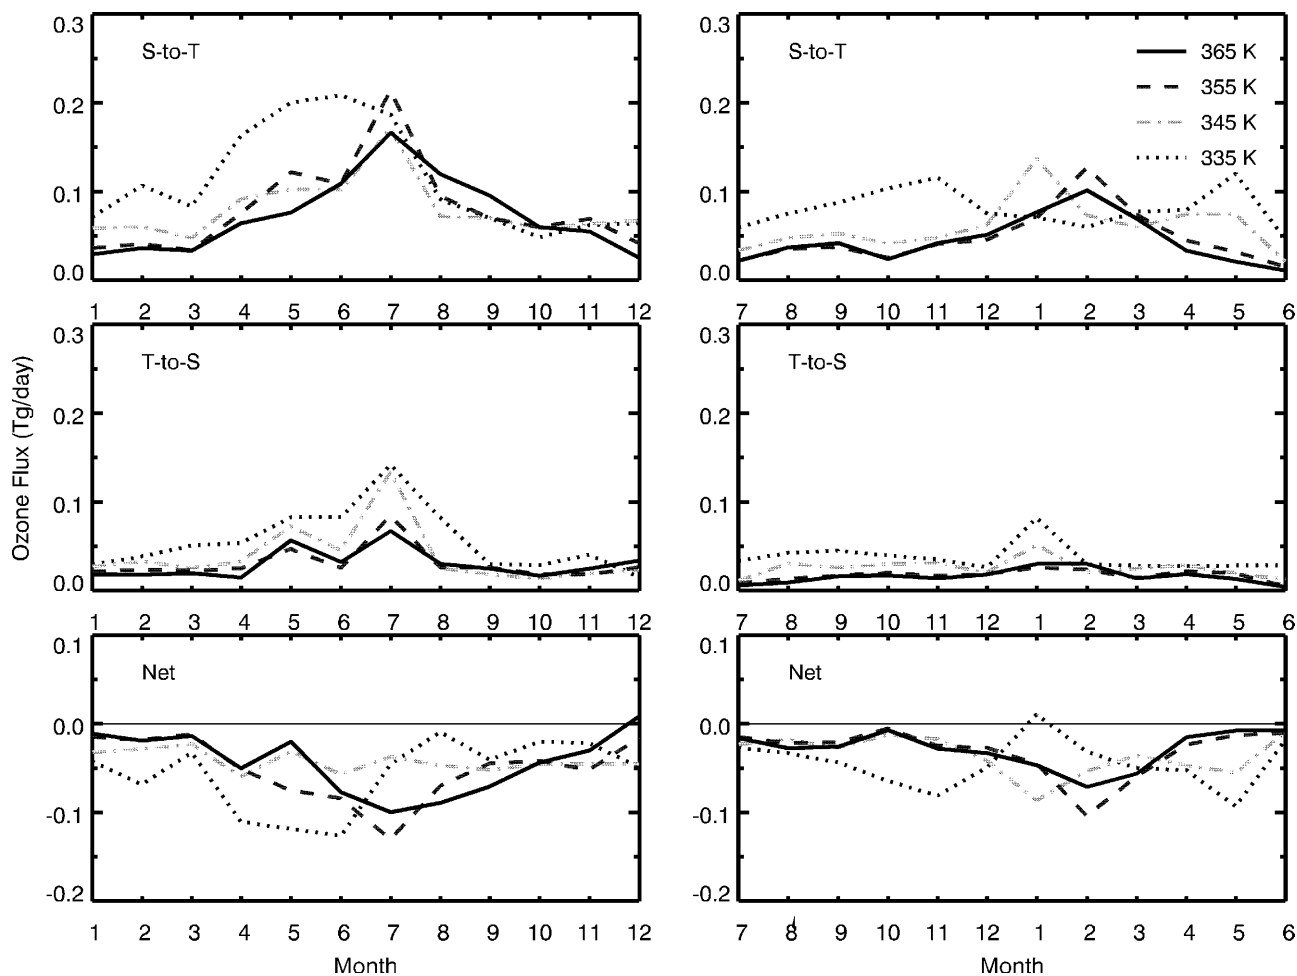 0.3
S-to-T
0.2
0.1
0.0
1 2 3 4 5 6 7 8 9 10 11 12
0.3
S-to-T
365 K
355 K
345 K
335 K
0.2
0.1
0.0
7 8 9 10 11 12 1 2 3 4 5 6
Ozone Flux (Tg/day)
0.3
T-to-S
0.2
0.1
0.0
1 2 3 4 5 6 7 8 9 10 11 12
0.3
T-to-S
0.2
0.1
0.0
7 8 9 10 11 12 1 2 3 4 5 6
0.1
Net
0.0
-0.1
-0.2
1 2 3 4 5 6 7 8 9 10 11 12
Month
0.1
Net
0.0
-0.1
-0.2
7 8 9 10 11 12 1 2 3 4 5 6
Month